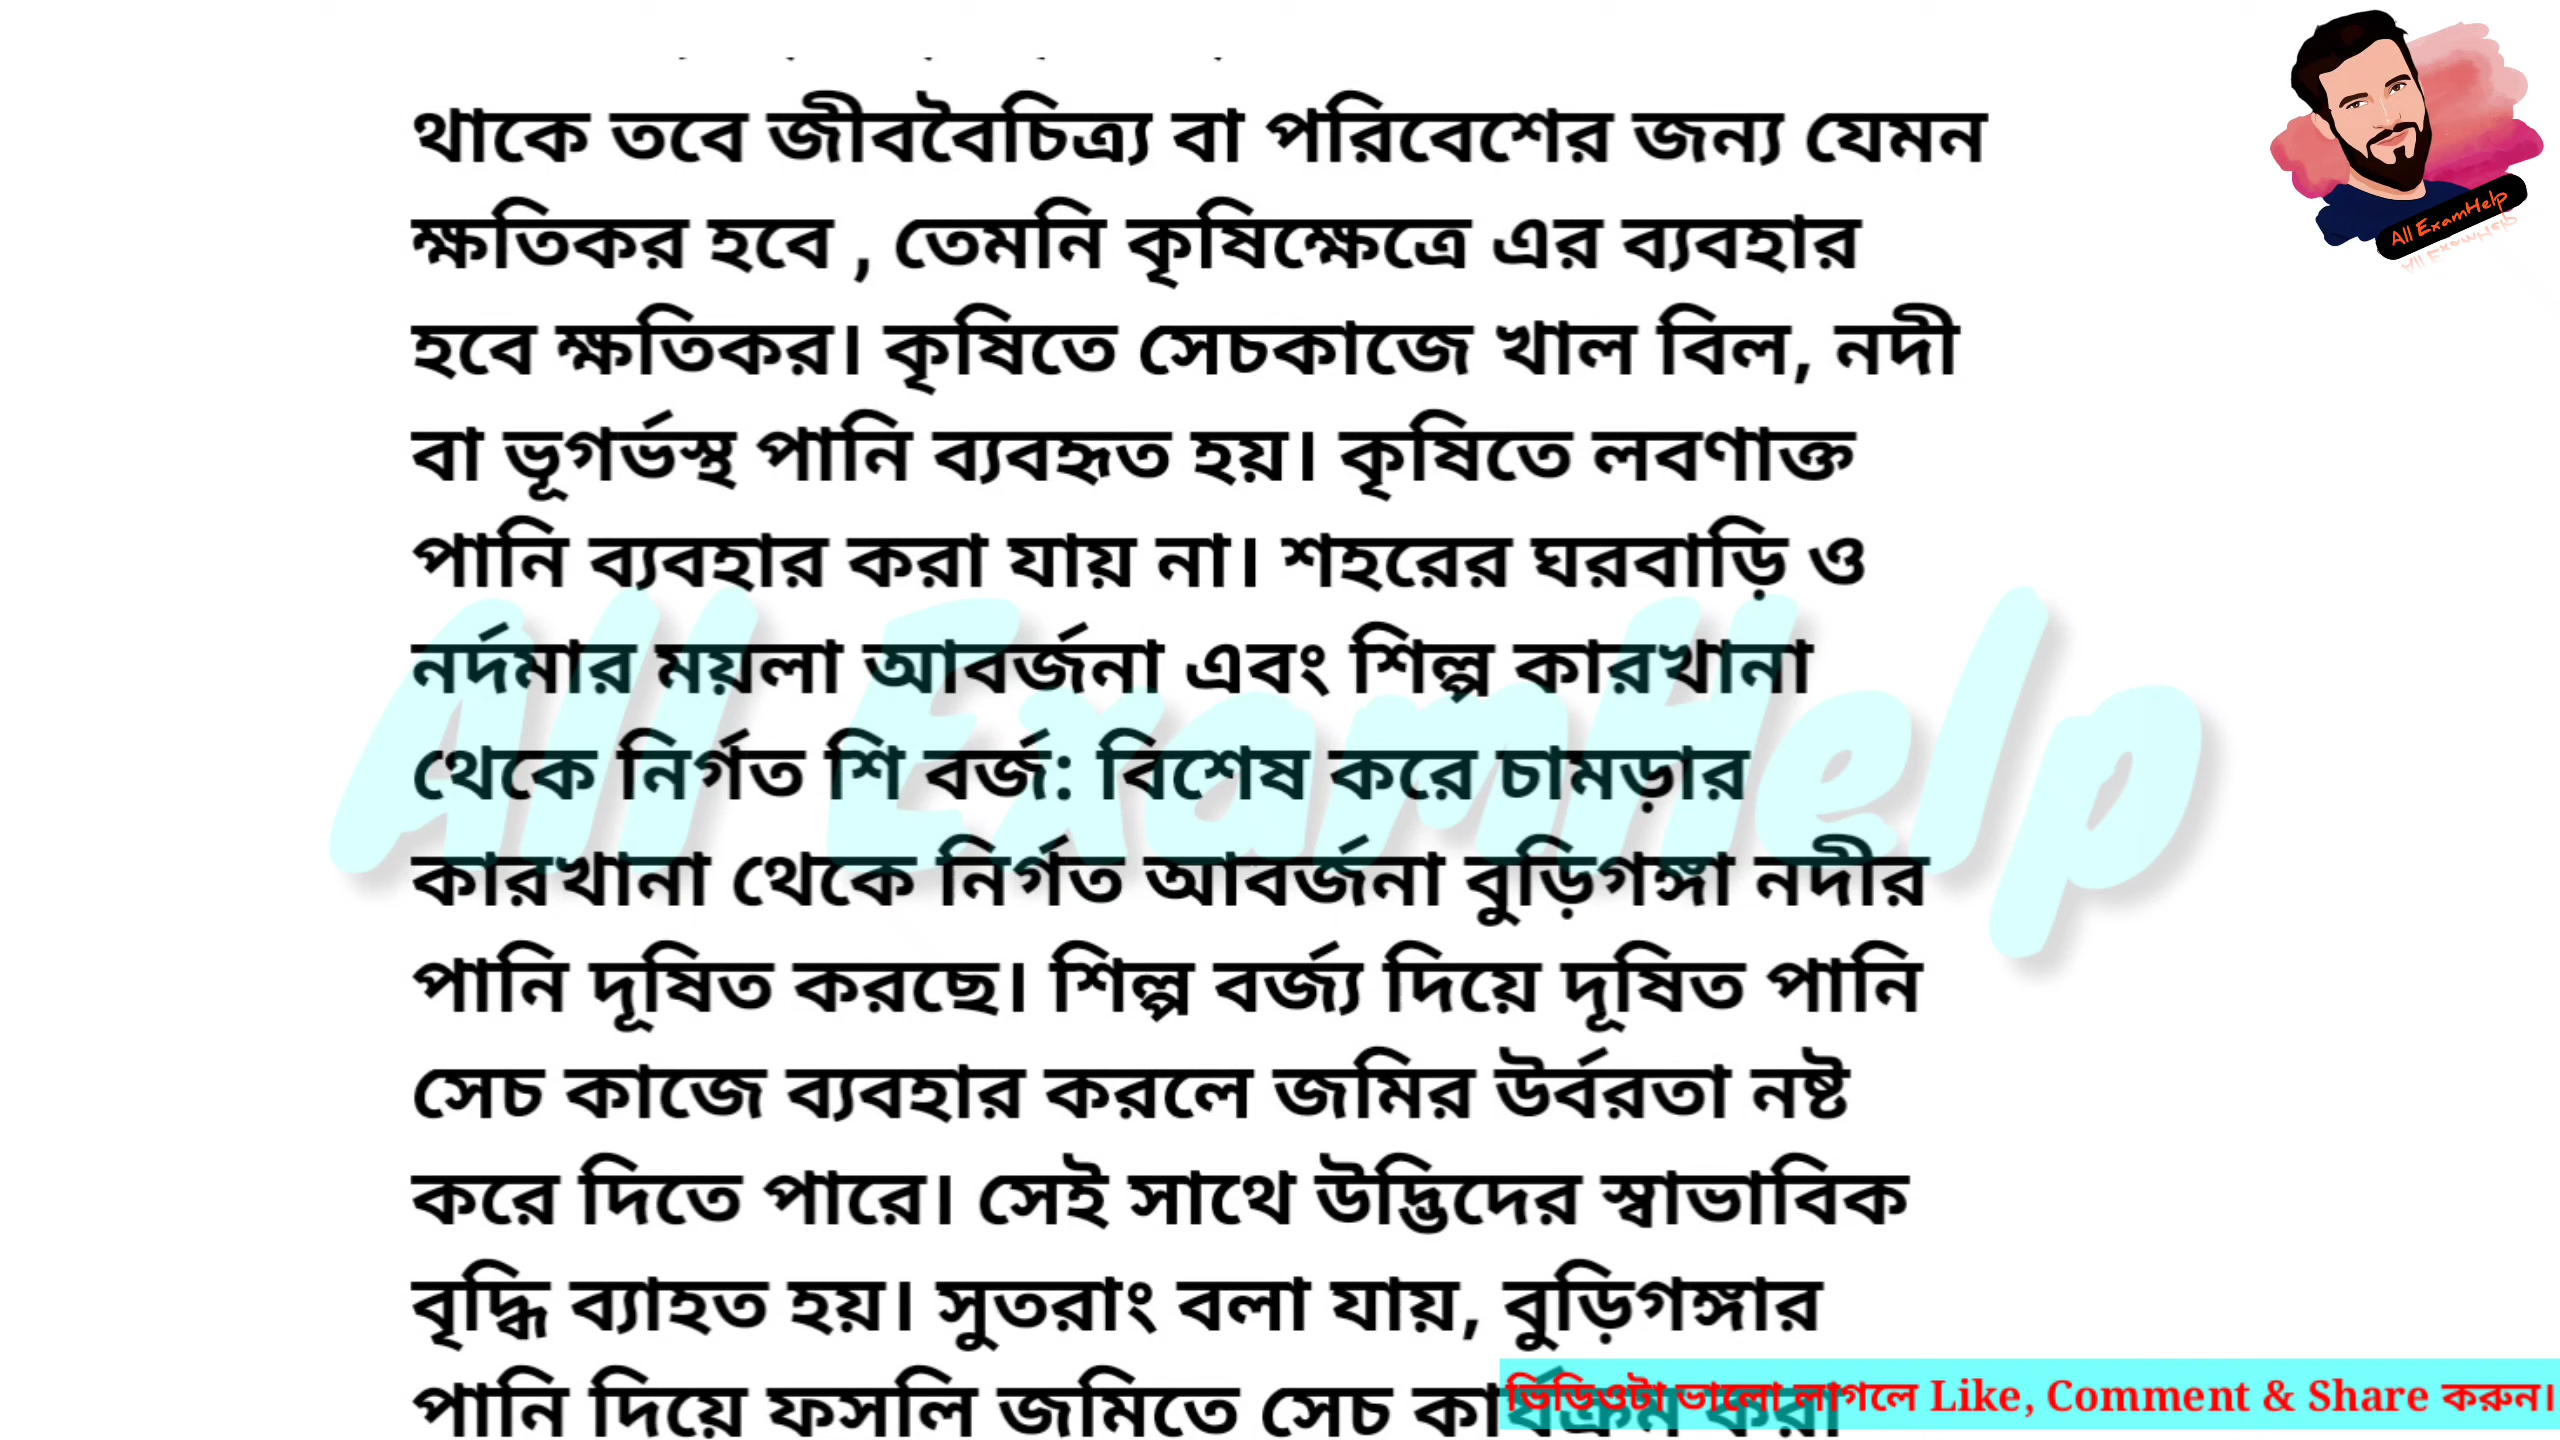 থাকে তবে জীববৈচিত্র্য বা পরিবেশের জন্য যেমন
ক্ষতিকর হবে , তেমনি কৃষিক্ষেত্রে এর ব্যবহার
হবে ক্ষতিকর। কৃষিতে সেচকাজে খাল বিল, নদী
বা ভূগর্ভস্থ পানি ব্যবহৃত হয়। কৃষিতে লবণাক্ত
পানি ব্যবহার করা যায় না। শহরের ঘরবাড়ি ও
নর্দমার ময়লা আবর্জনা এবং শিল্প কারখানা
থেকে নির্গত শি বর্জ: বিশেষ করে চামড়ার
কারখানা থেকে নির্গত আবর্জনা বুড়িগঙ্গা নদীর
পানি দূষিত করছে। শিল্প বর্জ্য দিয়ে দূষিত পানি
সেচ কাজে ব্যবহার করলে জমির উর্বরতা নষ্ট
করে দিতে পারে। সেই সাথে উদ্ভিদের স্বাভাবিক
বৃদ্ধি ব্যাহত হয়। সুতরাং বলা যায়, বুড়িগঙ্গার
পানি দিয়ে ফসলি জমিতে সেচ কার্যক্রম করা
ভিডিওটা ভালো লাগলে Like, Comment & Share করুন।
All ExamHelp
All ExamHelp
All ExamHelp